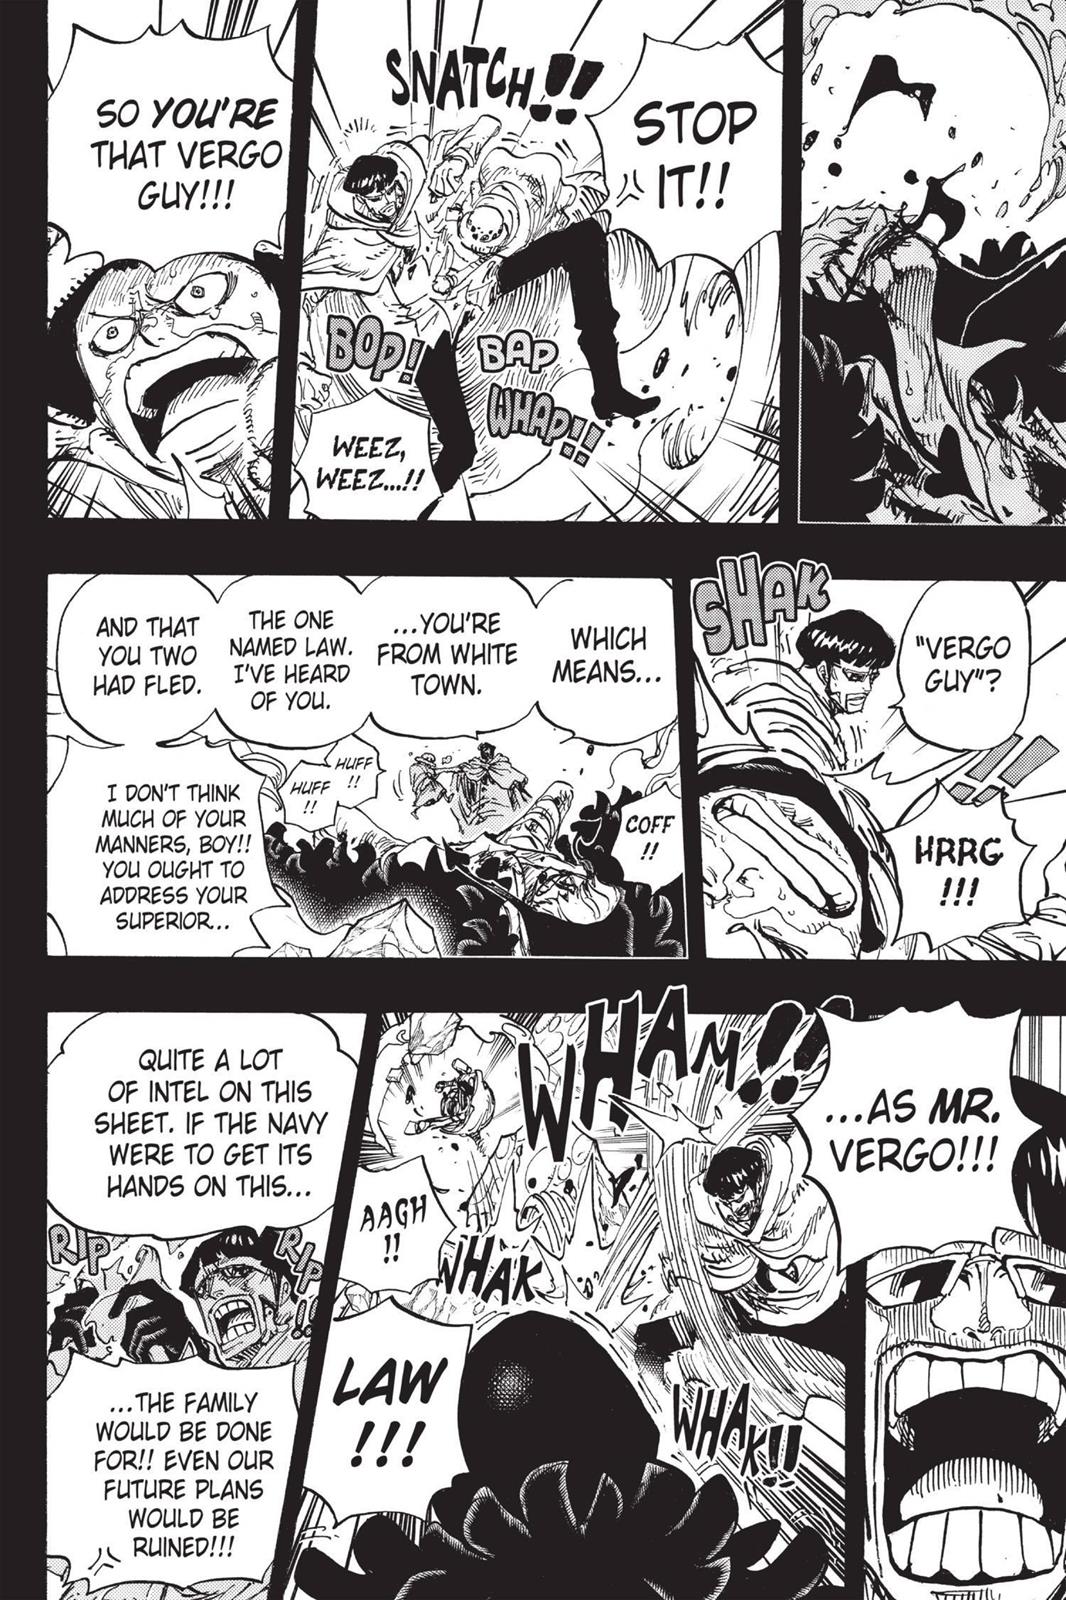 STOP
IT!!
SNATCH!!
BOP!
BAP
WHAP!!
WEEZ,
WEEZ...!!
SO YOU'RE
THAT VERGO
GUY!!!
"VERGO
GUY"?
SHAK
HRRG
!!!
WHICH
MEANS...
...YOU'RE
FROM WHITE
TOWN.
THE ONE
NAMED LAW.
I'VE HEARD
OF YOU.
AND THAT
YOU TWO
HAD FLED.
COFF
!!
HUFF
!!
HUFF
!!
I DON'T THINK
MUCH OF YOUR
MANNERS, BOY!!
YOU OUGHT TO
ADDRESS YOUR
SUPERIOR...
...AS MR.
VERGO!!!
WHAM!!
AAGH
!!
WHAK
WHAK!!
LAW
!!!
QUITE A LOT
OF INTEL ON THIS
SHEET. IF THE NAVY
WERE TO GET ITS
HANDS ON THIS...
RIP
RIP!!
...THE FAMILY
WOULD BE DONE
FOR!! EVEN OUR
FUTURE PLANS
WOULD BE
RUINED!!!